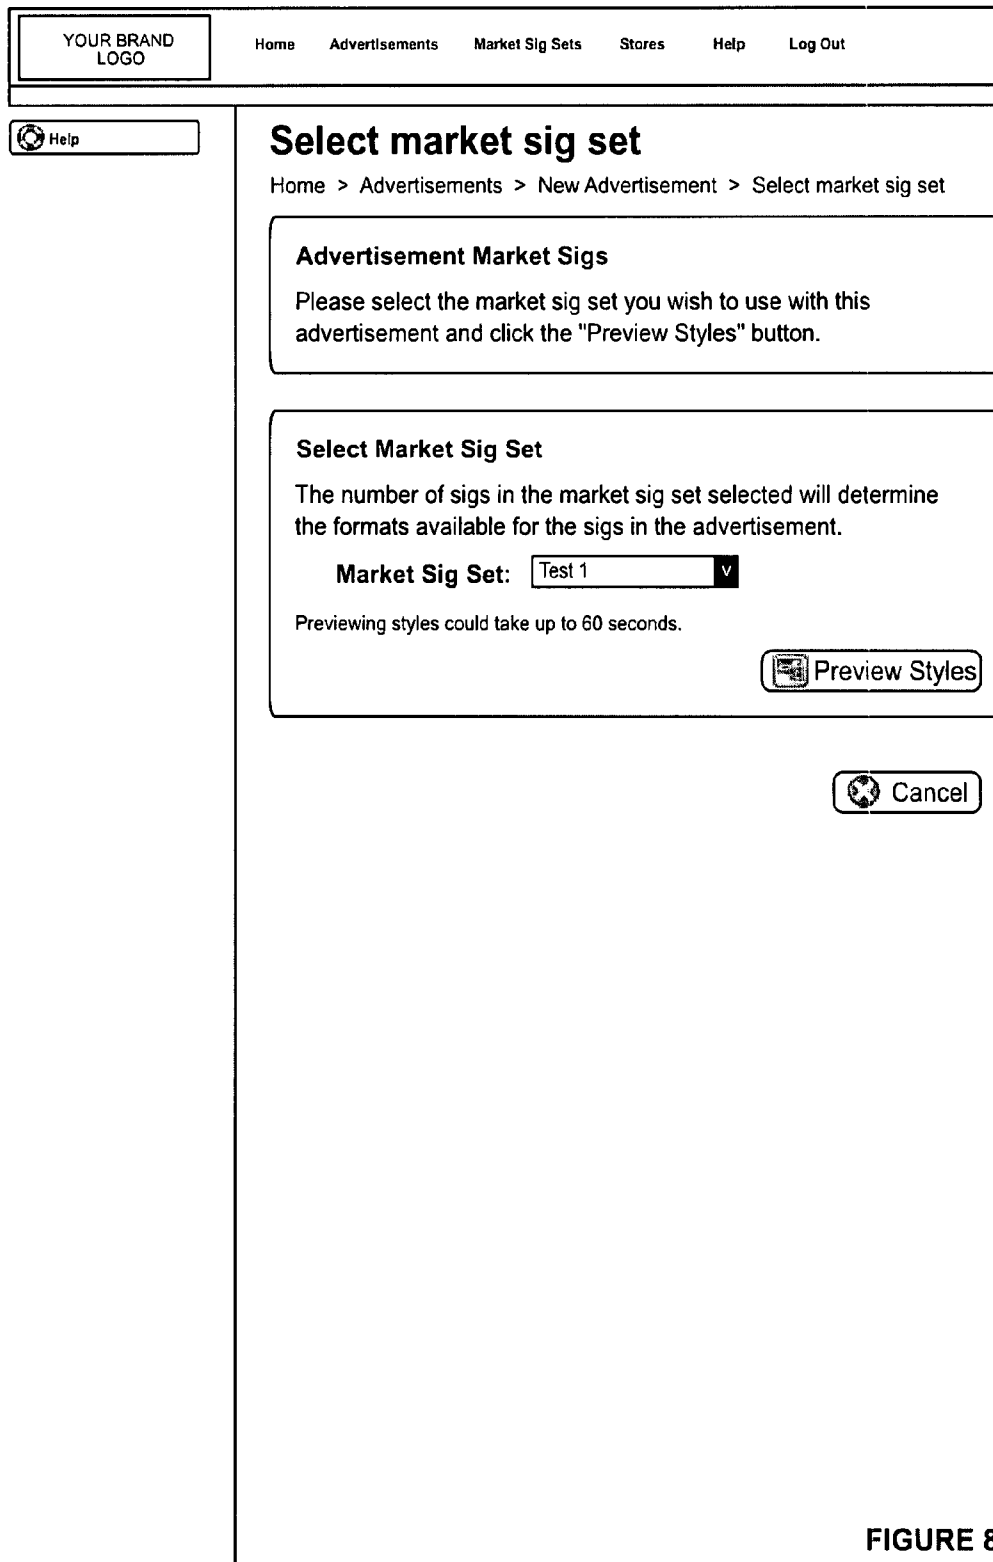 YOUR BRAND
LOGO
Home Advertisements Market Sig Sets Stores Help Log Out
Help
Select market sig set
Home > Advertisements > New Advertisement > Select market sig set
Advertisement Market Sigs
Please select the market sig set you wish to use with this
advertisement and click the "Preview Styles" button.
Select Market Sig Set
The number of sigs in the market sig set selected will determine
the formats available for the sigs in the advertisement.
Market Sig Set: Test 1 v
Previewing styles could take up to 60 seconds.
Preview Styles
Cancel
FIGURE 8